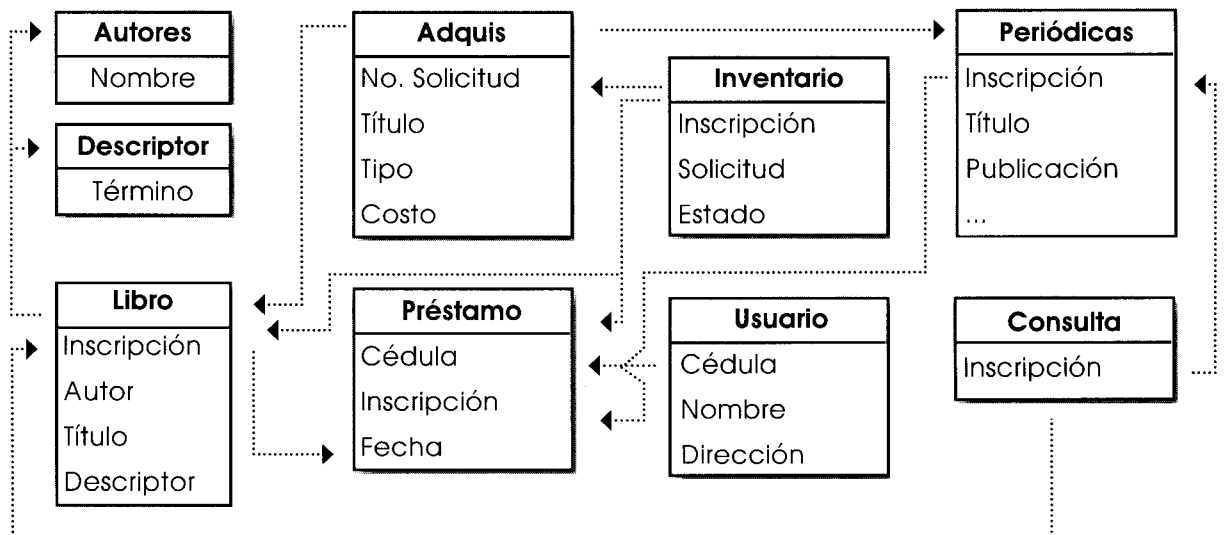 Autores
Nombre
Descriptor
Término
Adquis
No. Solicitud
Título
Tipo
Costo
Inventario
Inscripción
Solicitud
Estado
Periódicas
Inscripción
Título
Publicación
...
Libro
Inscripción
Autor
Título
Descriptor
Préstamo
Cédula
Inscripción
Fecha
Usuario
Cédula
Nombre
Dirección
Consulta
Inscripción